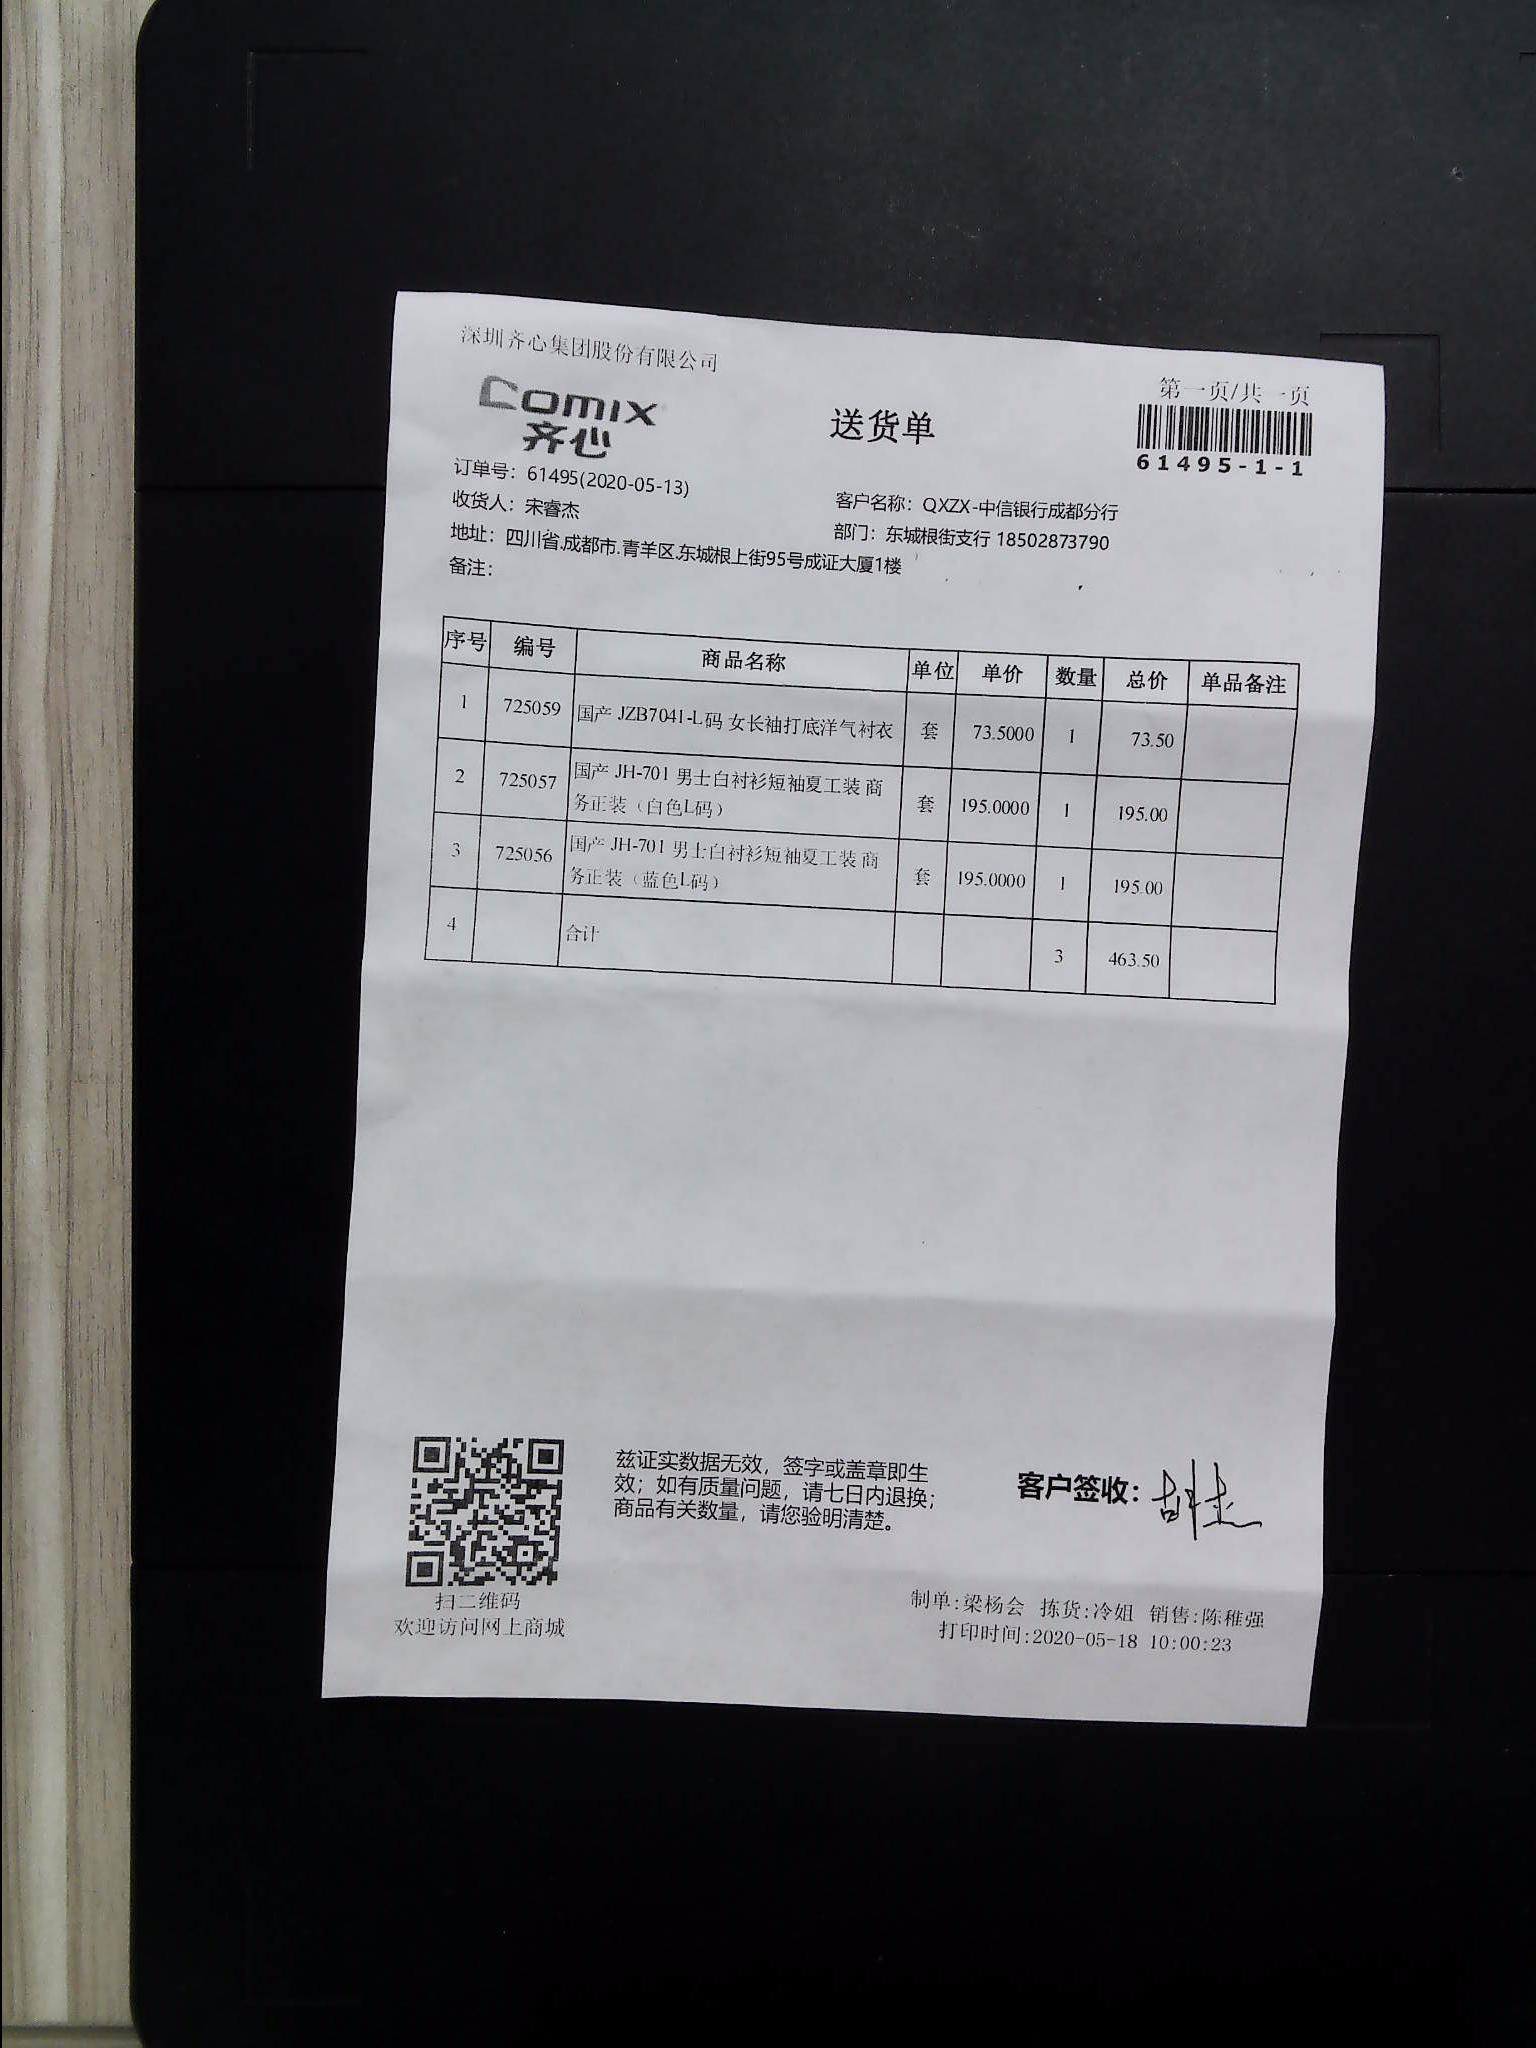 深圳齐心集团股份有限公司
第一页/共一页
comix
齐心
送货单
61495-1-1
订单号：61495(2020-05-13)
收货人：宋睿杰
客户名称：QXZX-中信银行成都分行
地址：四川省.成都市.青羊区.东城根上街95号成证大厦1楼
部门：东城根街支行 18502873790
备注：
序号 编号 商品名称 单位 单价 数量 总价 单品备注
1 725059 国产 JZB7041-L码 女长袖打底洋气衬衣 套 73.5000 1 73.50
2 725057 国产 JH-701 男士白衬衫短袖夏工装 商
务正装（白色L码） 套 195.0000 1 195.00
3 725056 国产 JH-701 男士白衬衫短袖夏工装 商
务正装（蓝色L码） 套 195.0000 1 195.00
4 合计 3 463.50
兹证实数据无效，签字或盖章即生
效；如有质量问题，请七日内退换；
商品有关数量，请您验明清楚。
客户签收：
扫二维码
欢迎访问网上商城
制单:梁杨会 拣货:冷姐 销售:陈稚强
打印时间:2020-05-18 10:00:23